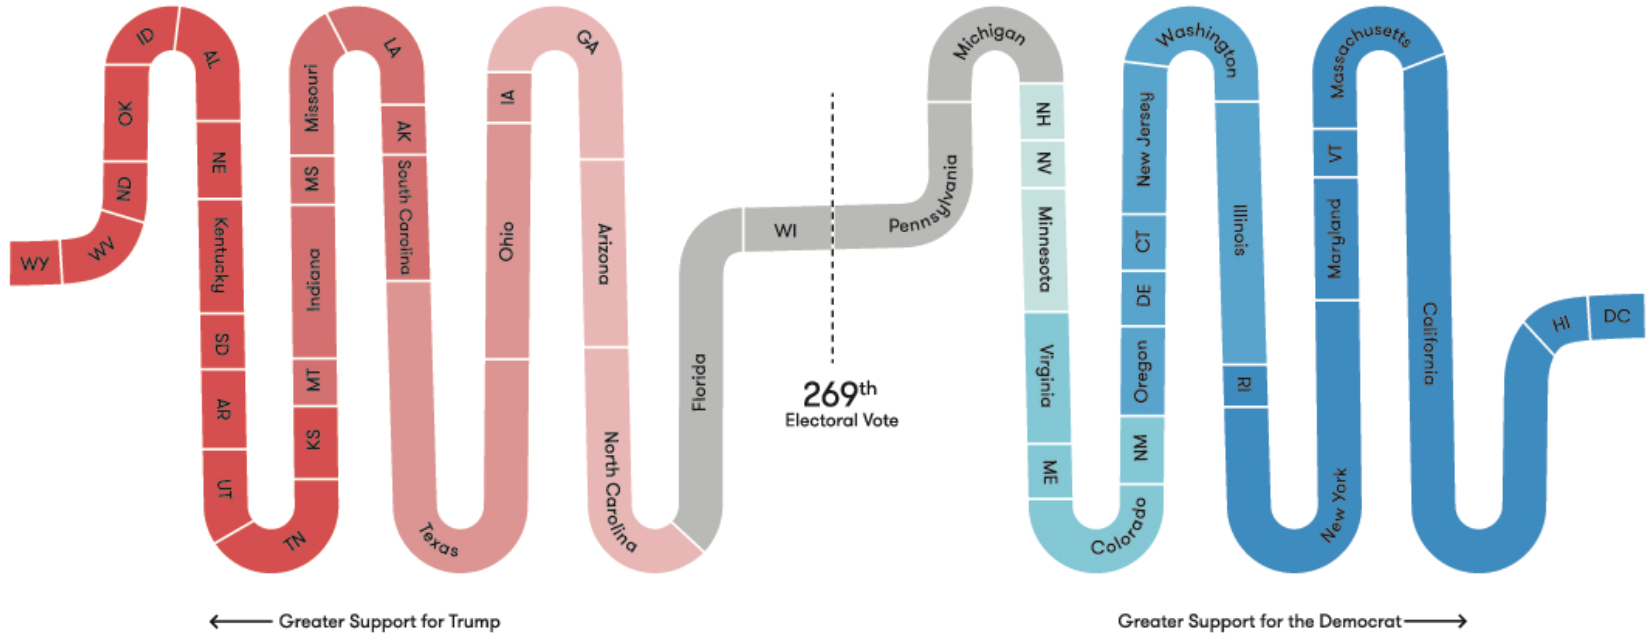 WY
WV
ND
OK
ID
AL
NE
Kentucky
SD
AR
UT
TN
KS
MT
Indiana
MS
Missouri
LA
AK
South Carolina
Texas
Ohio
IA
GA
Arizona
North Carolina
Florida
WI
269th
Electoral Vote
Pennsylvania
Michigan
NH
NV
Minnesota
Virginia
ME
Colorado
NM
Oregon
DE
CT
New Jersey
Washington
Illinois
RI
New York
Maryland
VT
Massachusetts
California
HI
DC
Greater Support for Trump
Greater Support for the Democrat